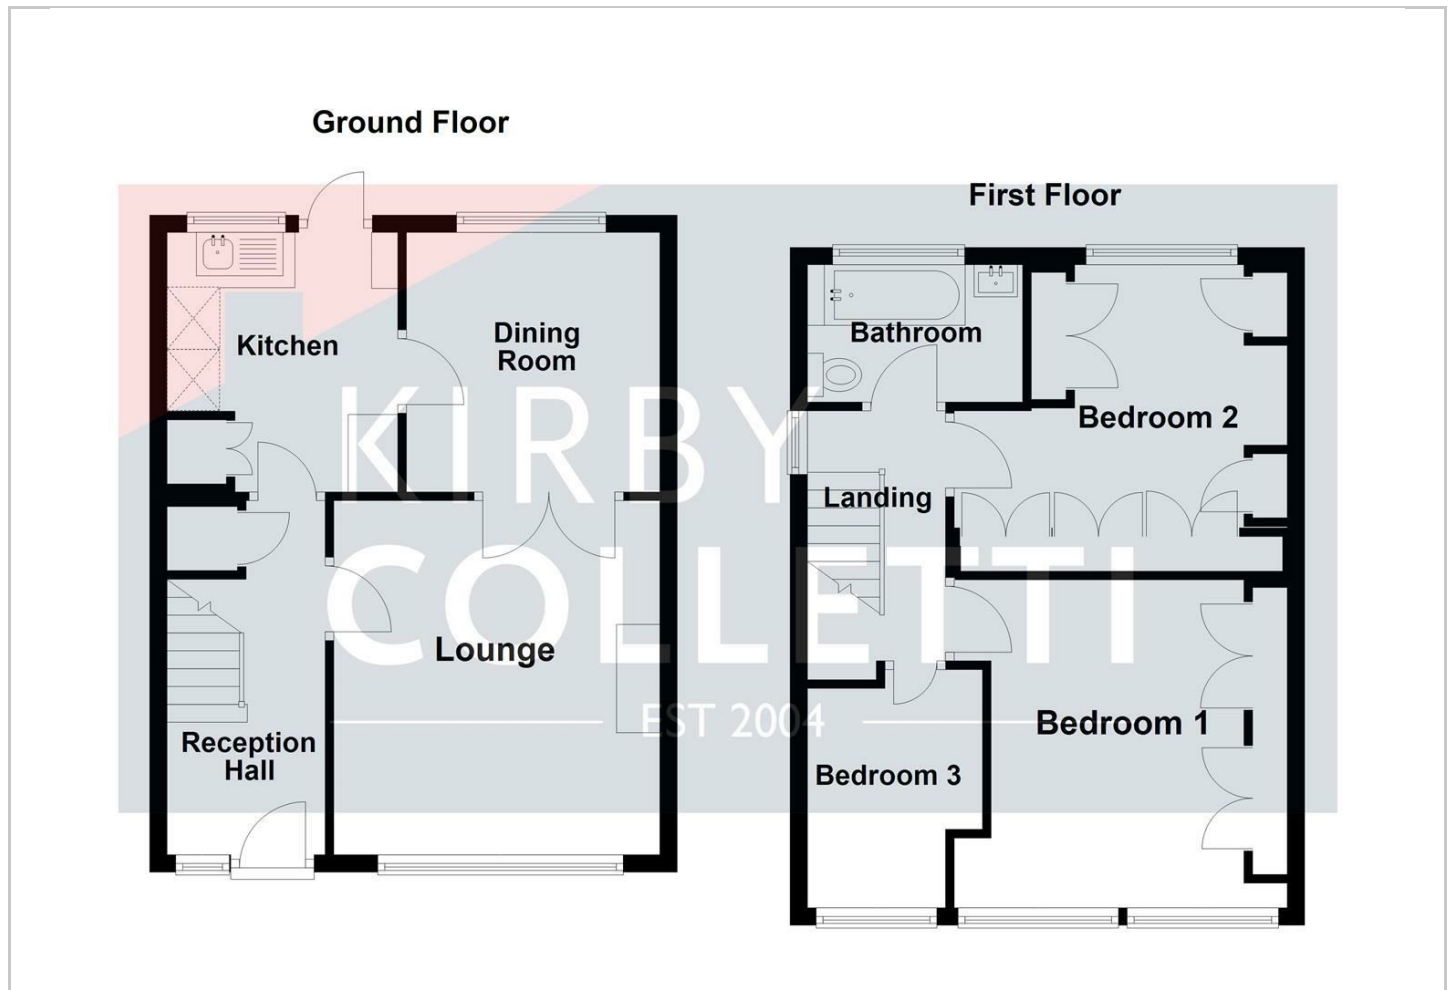 Ground Floor
First Floor
Kitchen
Dining
Room
Lounge
Reception
Hall
Bathroom
Bedroom 2
Landing
Bedroom 1
Bedroom 3
KIRBY
COLLETTI
EST 2004